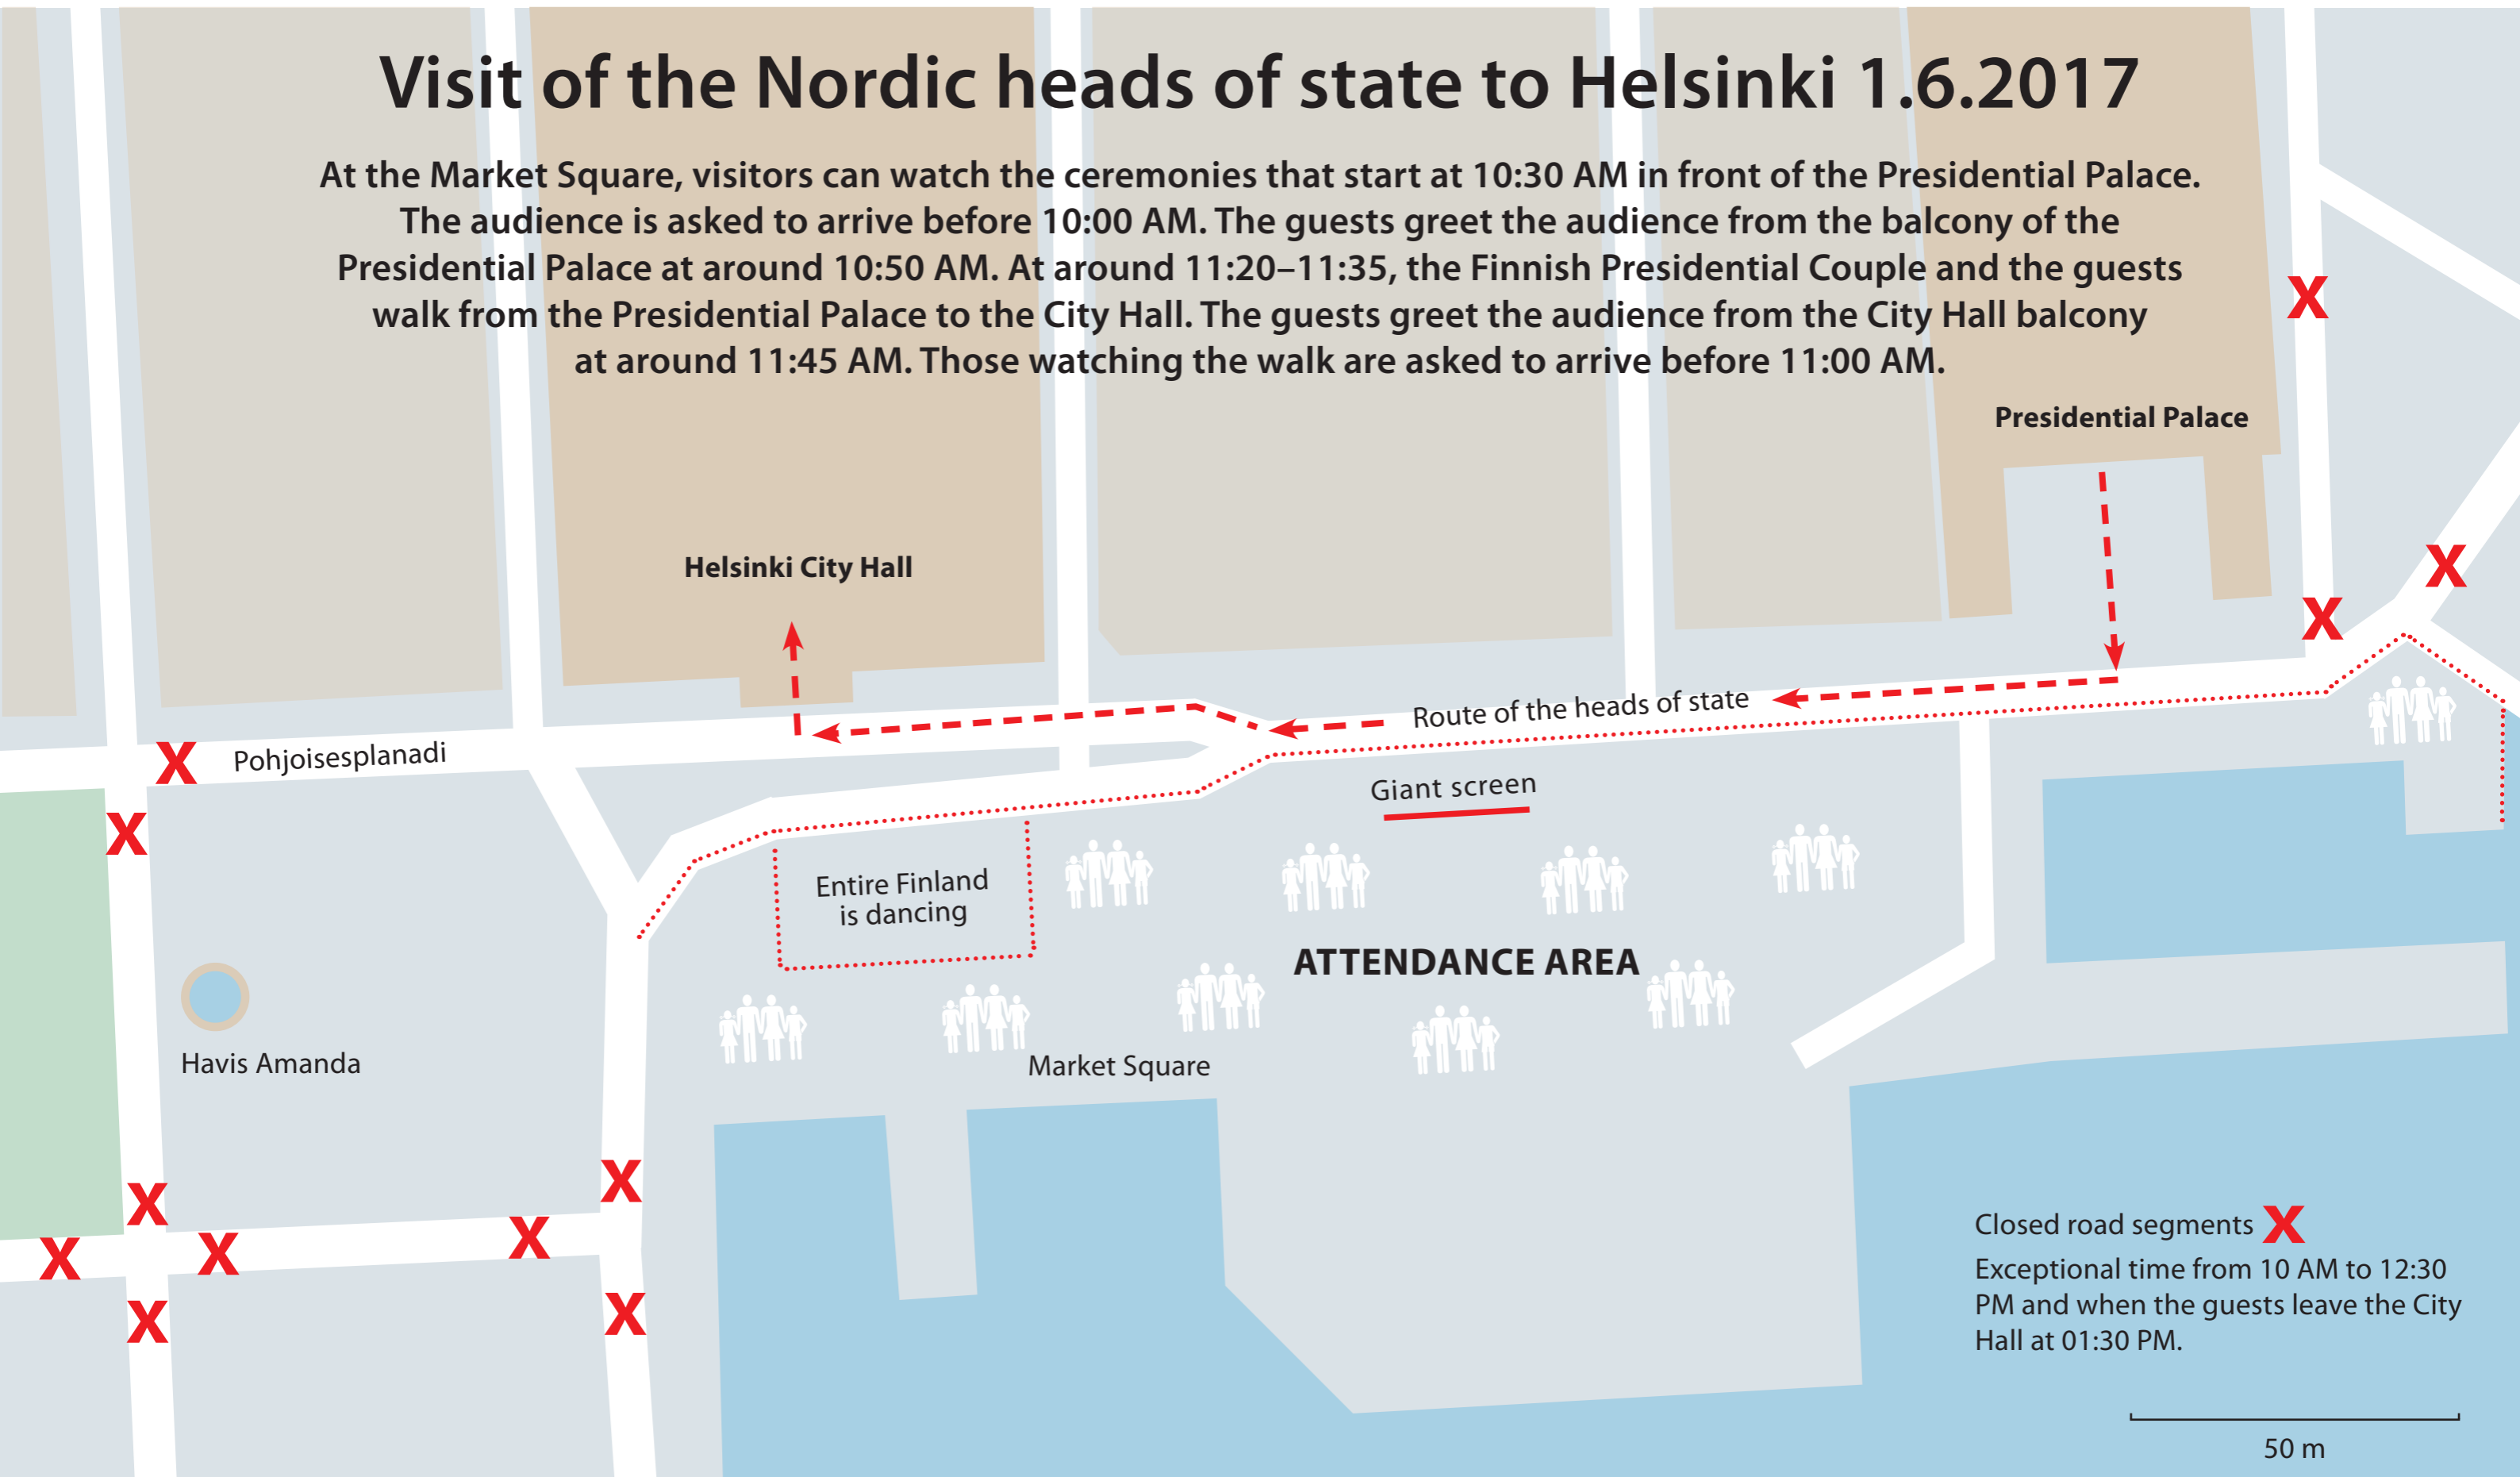 Visit of the Nordic heads of state to Helsinki 1.6.2017
At the Market Square, visitors can watch the ceremonies that start at 10:30 AM in front of the Presidential Palace.
The audience is asked to arrive before 10:00 AM. The guests greet the audience from the balcony of the
Presidential Palace at around 10:50 AM. At around 11:20–11:35, the Finnish Presidential Couple and the guests
walk from the Presidential Palace to the City Hall. The guests greet the audience from the City Hall balcony
at around 11:45 AM. Those watching the walk are asked to arrive before 11:00 AM.
Presidential Palace
Helsinki City Hall
Route of the heads of state
Pohjoisesplanadi
Giant screen
Entire Finland
is dancing
ATTENDANCE AREA
Havis Amanda
Market Square
Closed road segments X
Exceptional time from 10 AM to 12:30
PM and when the guests leave the City
Hall at 01:30 PM.
50 m